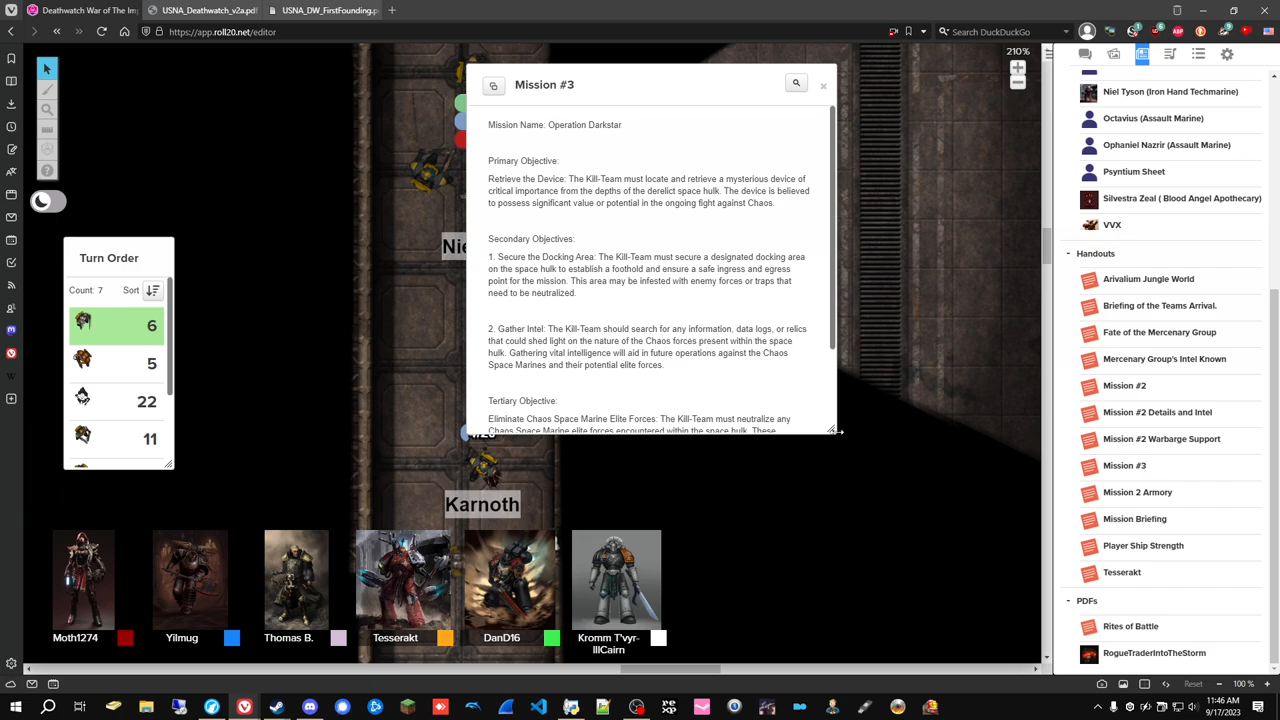 Deathwatch War of The Im
USNA_Deathwatch_v2a.pdf
USNA_DW_FirstFounding.p
https://app.roll20.net/editor
Search DuckDuckGo
210%
Mission #3
Mission Name: Operation Darkstar
Primary Objective:
Retrieve the Device: The Kill-Team must locate and retrieve a mysterious device of
critical importance from the depths of the derelict space hulk. The device is believed
to possess significant value or potential in the ongoing fight against Chaos.
Secondary Objectives:
1. Secure the Docking Area: The Kill-Team must secure a designated docking area
on the space hulk to establish a foothold and ensure a safe ingress and egress
point for the mission. This area may be infested with enemy forces or traps that
need to be neutralized.
2. Gather Intel: The Kill-Team should search for any information, data logs, or relics
that could shed light on the nature of the Chaos forces present within the space
hulk. Gathering vital intelligence will aid in future operations against the Chaos
Space Marines and their potential elite forces.
Tertiary Objective:
Eliminate Chaos Space Marine Elite Forces: The Kill-Team must neutralize any
Chaos Space Marine elite forces encountered within the space hulk. These
Nie
Turn Order
Count: 7 Sort
6
5
22
11
Karnoth
Moth1274
Yilmug
Thomas B.
Tesserakt
DanD16
Kromm T'vyr-
IllCairn
Niel Tyson (Iron Hand Techmarine)
Octavius (Assault Marine)
Ophaniel Nazrir (Assault Marine)
Psyntium Sheet
Silvestra Zeal ( Blood Angel Apothecary)
VVX
Handouts
Arivalium Jungle World
Briefing of the Teams Arrival.
Fate of the Mercenary Group
Mercenary Group's Intel Known
Mission #2
Mission #2 Details and Intel
Mission #2 Warbarge Support
Mission #3
Mission 2 Armory
Mission Briefing
Player Ship Strength
Tesserakt
PDFs
Rites of Battle
RogueTraderIntoTheStorm
Reset
100 %
11:46 AM
9/17/2023